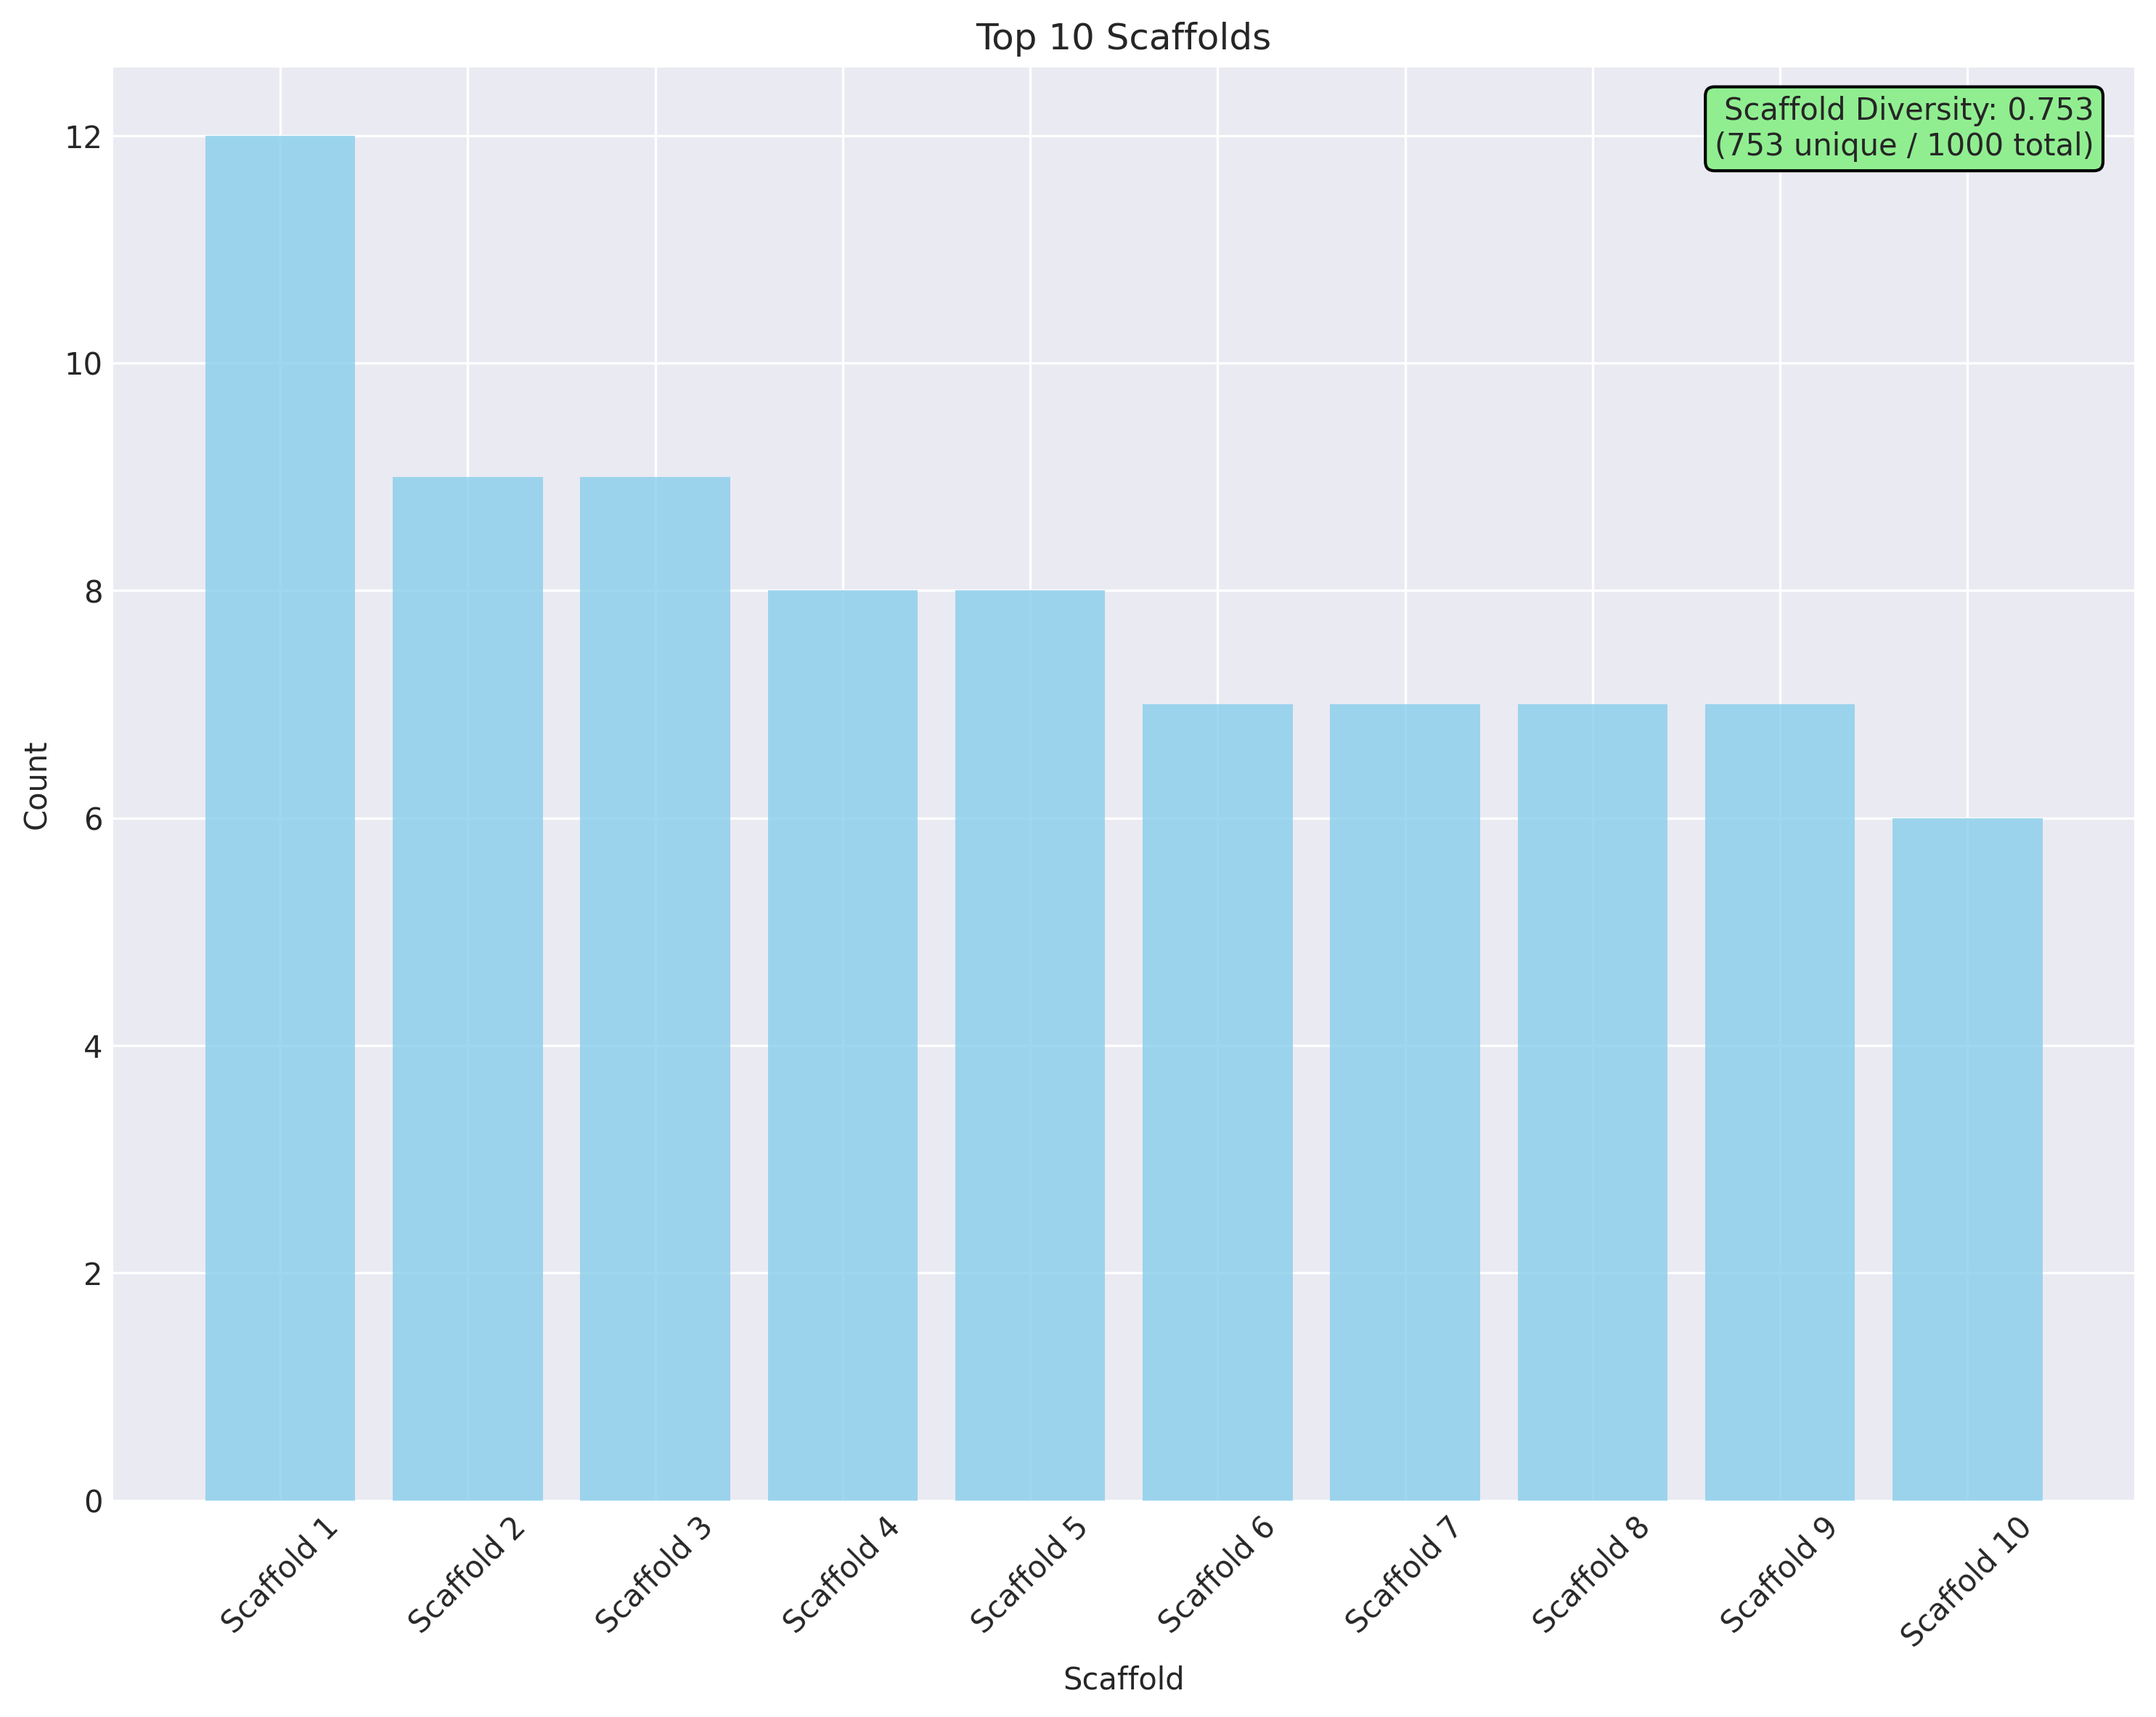 Top 10 Scaffolds
Scaffold Diversity: 0.753
(753 unique / 1000 total)
Count
12
10
8
6
4
2
0
Scaffold 1
Scaffold 2
Scaffold 3
Scaffold 4
Scaffold 5
Scaffold 6
Scaffold 7
Scaffold 8
Scaffold 9
Scaffold 10
Scaffold